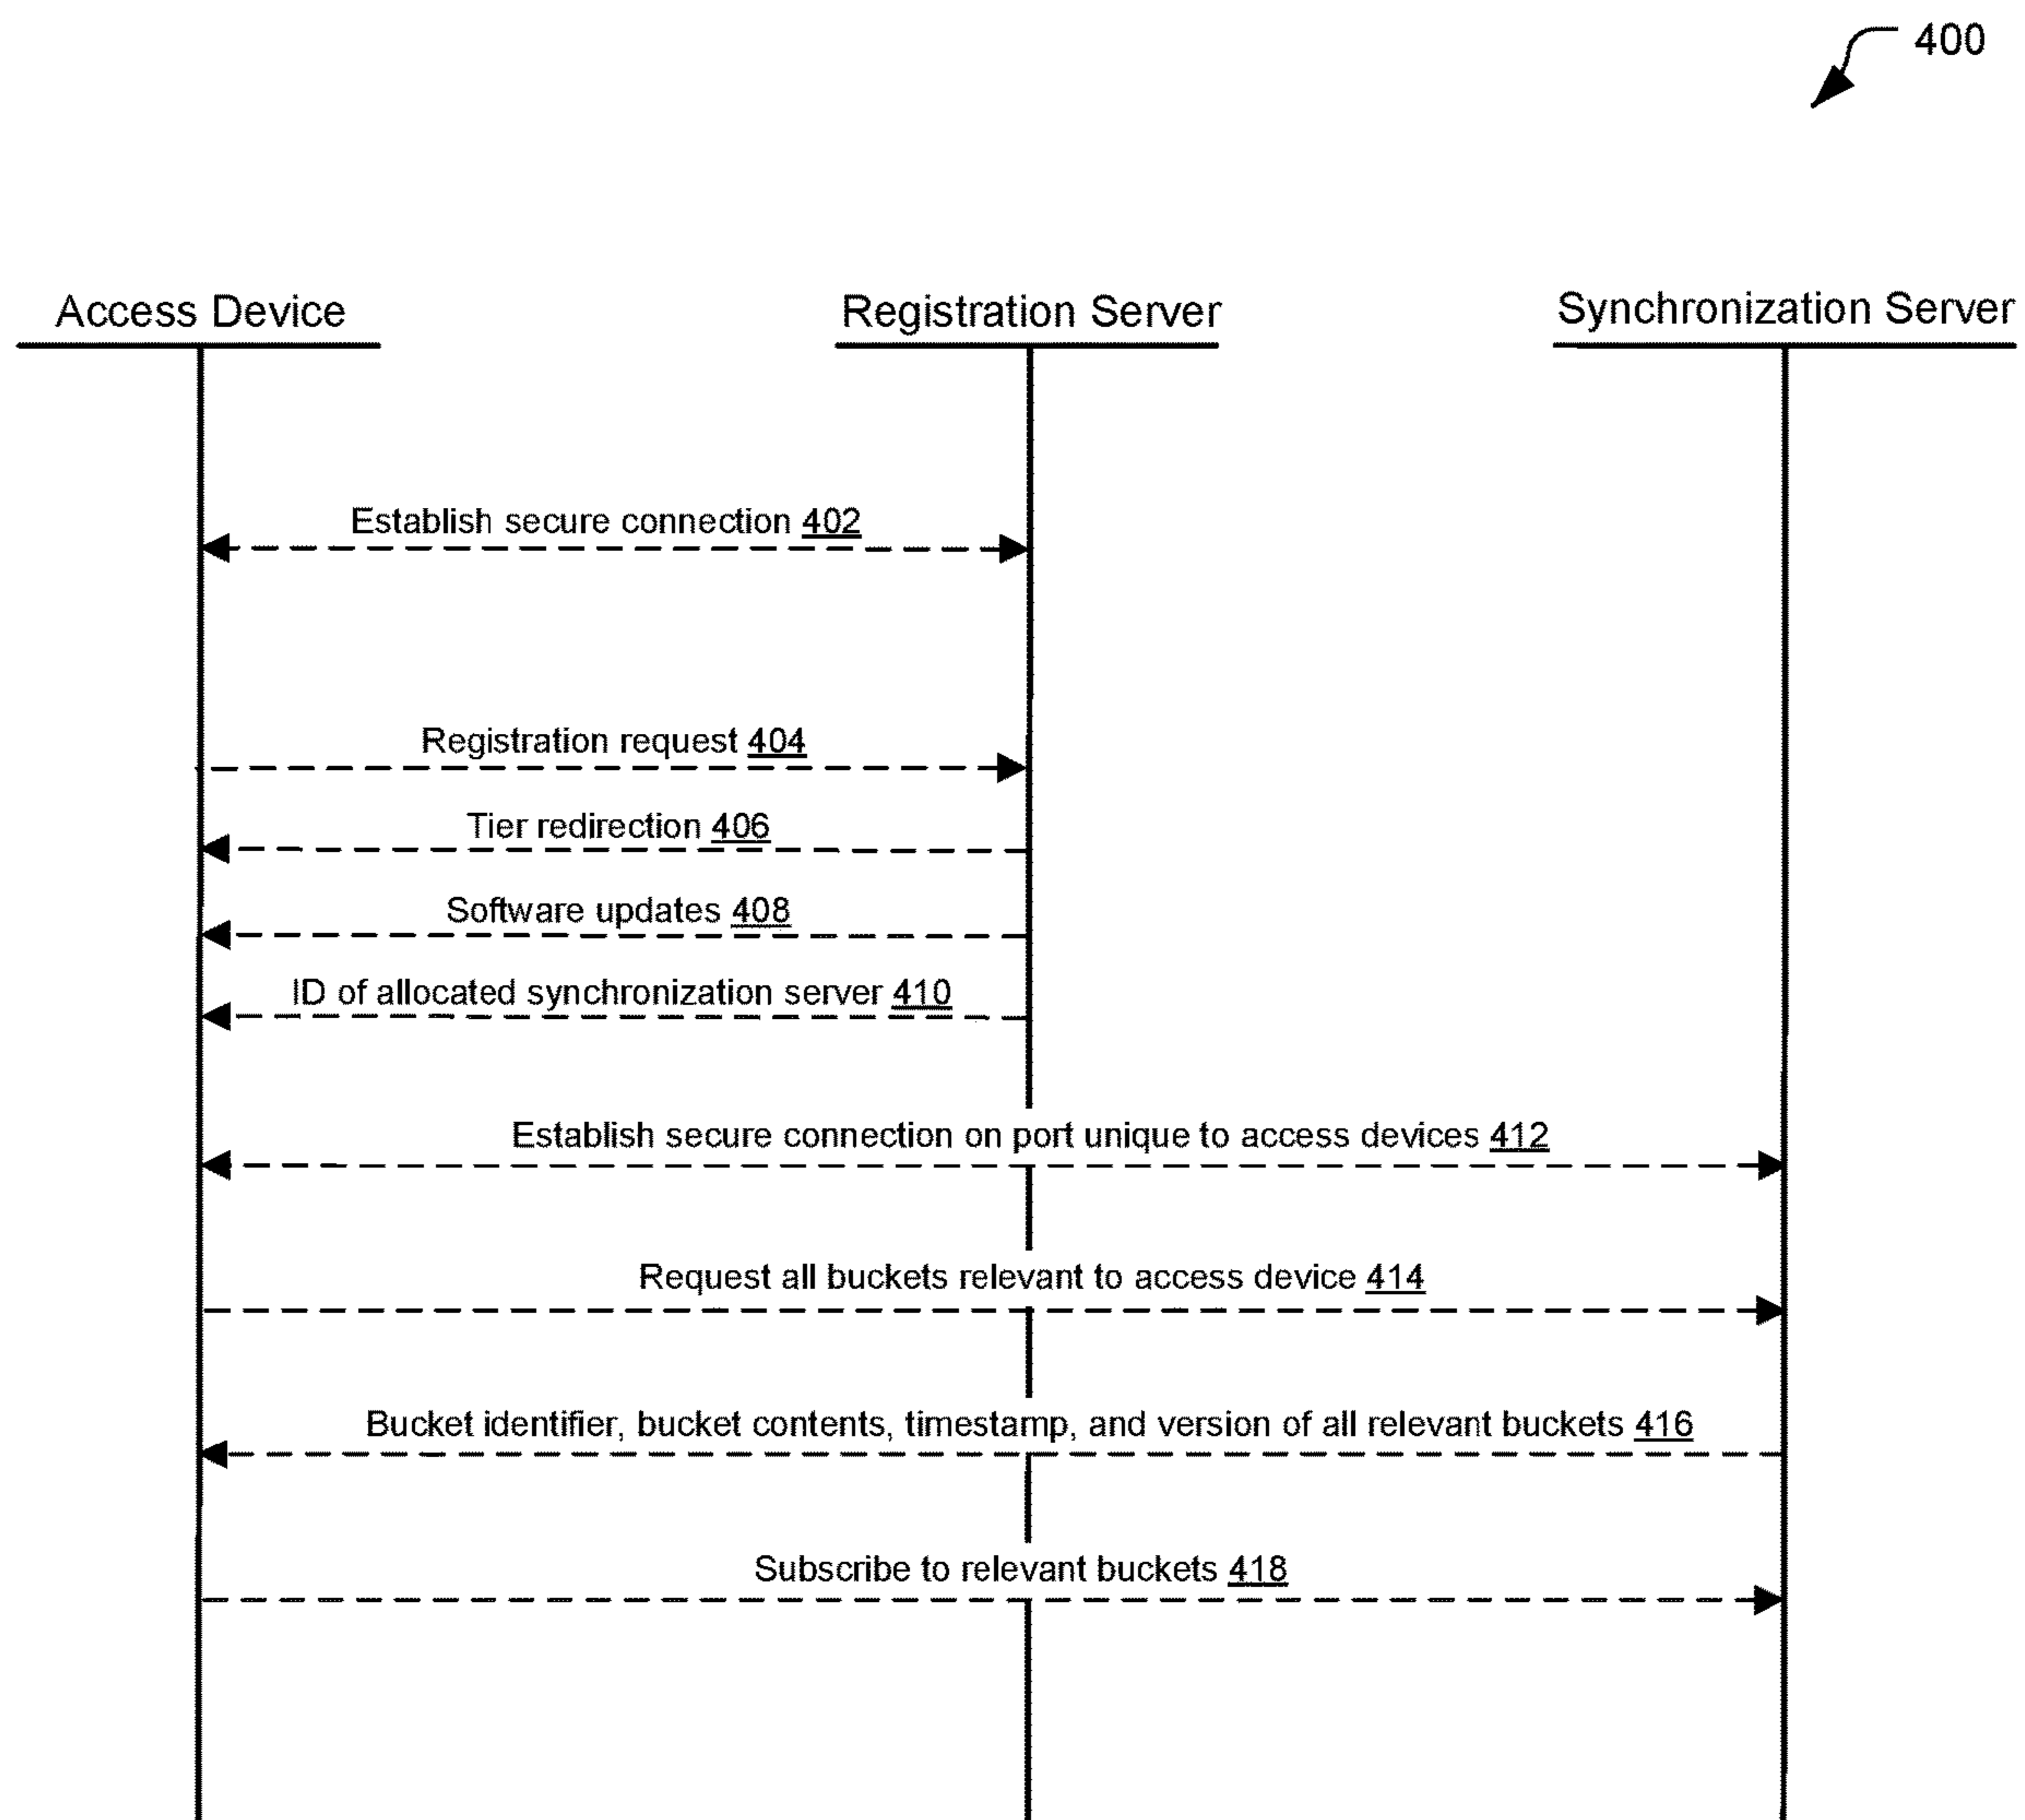 400
Access Device
Registration Server
Synchronization Server
Establish secure connection 402
Registration request 404
Tier redirection 406
Software updates 408
ID of allocated synchronization server 410
Establish secure connection on port unique to access devices 412
Request all buckets relevant to access device 414
Bucket identifier, bucket contents, timestamp, and version of all relevant buckets 416
Subscribe to relevant buckets 418